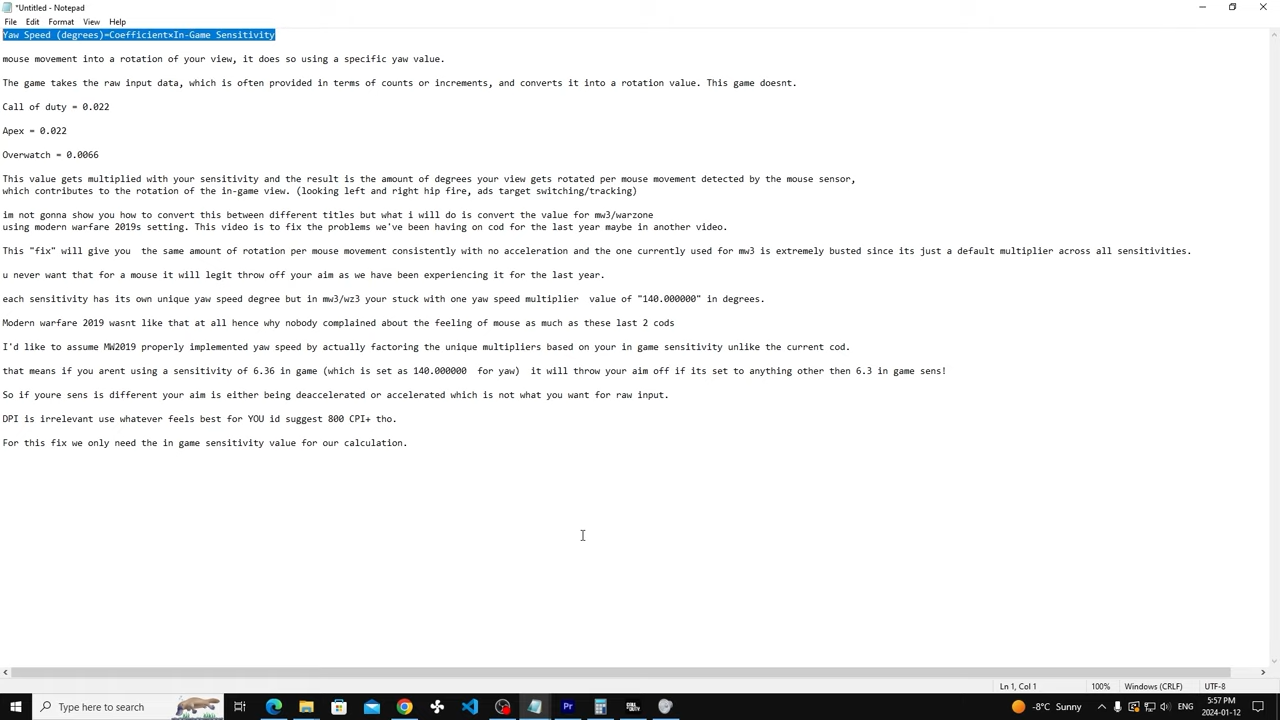 *Untitled - Notepad
File Edit Format View Help
Yaw Speed (degrees)=Coefficient×In-Game Sensitivity
mouse movement into a rotation of your view, it does so using a specific yaw value.
The game takes the raw input data, which is often provided in terms of counts or increments, and converts it into a rotation value. This game doesnt.
Call of duty = 0.022
Apex = 0.022
Overwatch = 0.0066
This value gets multiplied with your sensitivity and the result is the amount of degrees your view gets rotated per mouse movement detected by the mouse sensor,
which contributes to the rotation of the in-game view. (looking left and right hip fire, ads target switching/tracking)
im not gonna show you how to convert this between different titles but what i will do is convert the value for mw3/warzone
using modern warfare 2019s setting. This video is to fix the problems we've been having on cod for the last year maybe in another video.
This "fix" will give you  the same amount of rotation per mouse movement consistently with no acceleration and the one currently used for mw3 is extremely busted since its just a default multiplier across all sensitivities.
u never want that for a mouse it will legit throw off your aim as we have been experiencing it for the last year.
each sensitivity has its own unique yaw speed degree but in mw3/wz3 your stuck with one yaw speed multiplier  value of "140.000000" in degrees.
Modern warfare 2019 wasnt like that at all hence why nobody complained about the feeling of mouse as much as these last 2 cods
I'd like to assume MW2019 properly implemented yaw speed by actually factoring the unique multipliers based on your in game sensitivity unlike the current cod.
that means if you arent using a sensitivity of 6.36 in game (which is set as 140.000000  for yaw)  it will throw your aim off if its set to anything other then 6.3 in game sens!
So if youre sens is different your aim is either being deaccelerated or accelerated which is not what you want for raw input.
DPI is irrelevant use whatever feels best for YOU id suggest 800 CPI+ tho.
For this fix we only need the in game sensitivity value for our calculation.
Ln 1, Col 1 100% Windows (CRLF) UTF-8
Type here to search
-8°C Sunny
ENG
5:57 PM
2024-01-12